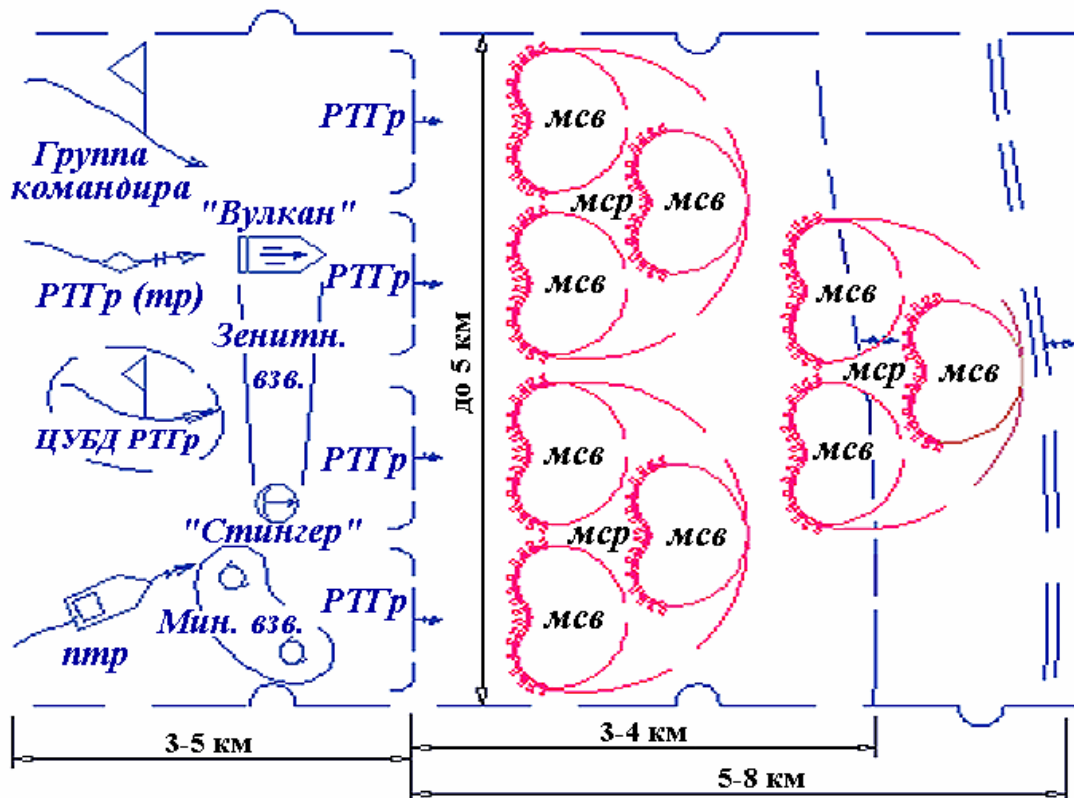 РТГр
Группа
командира
"Вулкан"
РТГр
РТГр (тр)
Зенитн.
взв.
ЦУБД РТГр
РТГр
"Стингер"
РТГр
Мин. взв.
птр
до 5 км
мсв
мср
мсв
мсв
мсв
мср
мсв
мсв
мсв
мср
мсв
мсв
3-5 км
3-4 км
5-8 км